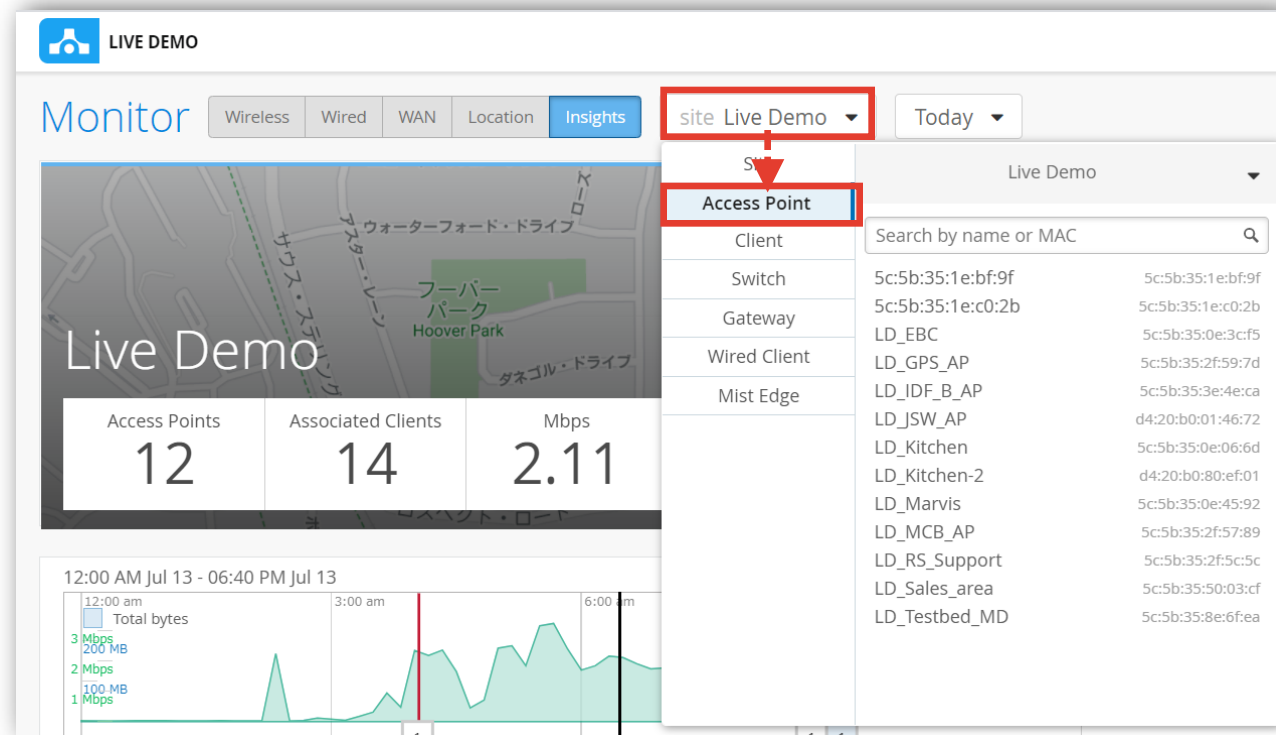 LIVE DEMO
Monitor
Wireless Wired WAN Location Insights
site Live Demo
Today
Access Point
Client
Switch
Gateway
Wired Client
Mist Edge
Live Demo
Search by name or MAC
5c:5b:35:1e:bf:9f 5c:5b:35:1e:bf:9f
5c:5b:35:1e:c0:2b 5c:5b:35:1e:c0:2b
LD_EBC 5c:5b:35:0e:3c:f5
LD_GPS_AP 5c:5b:35:2f:59:7d
LD_IDF_B_AP 5c:5b:35:3e:4e:ca
LD_JSW_AP d4:20:b0:01:46:72
LD_Kitchen 5c:5b:35:0e:06:6d
LD_Kitchen-2 d4:20:b0:80:ef:01
LD_Marvis 5c:5b:35:0e:45:92
LD_MCB_AP 5c:5b:35:2f:57:89
LD_RS_Support 5c:5b:35:2f:5c:5c
LD_Sales_area 5c:5b:35:50:03:cf
LD_Testbed_MD 5c:5b:35:8e:6f:ea
ウォーターフォード・ドライブ
アスター・レーン
サウス・ステリング
フーバー
パーク
Hoover Park
ダネゴル・ドライブ
Live Demo
Access Points
12
Associated Clients
14
Mbps
2.11
12:00 AM Jul 13 - 06:40 PM Jul 13
12:00 am 3:00 am 6:00 am
Total bytes
3 Mbps
200 MB
2 Mbps
100 MB
1 Mbps